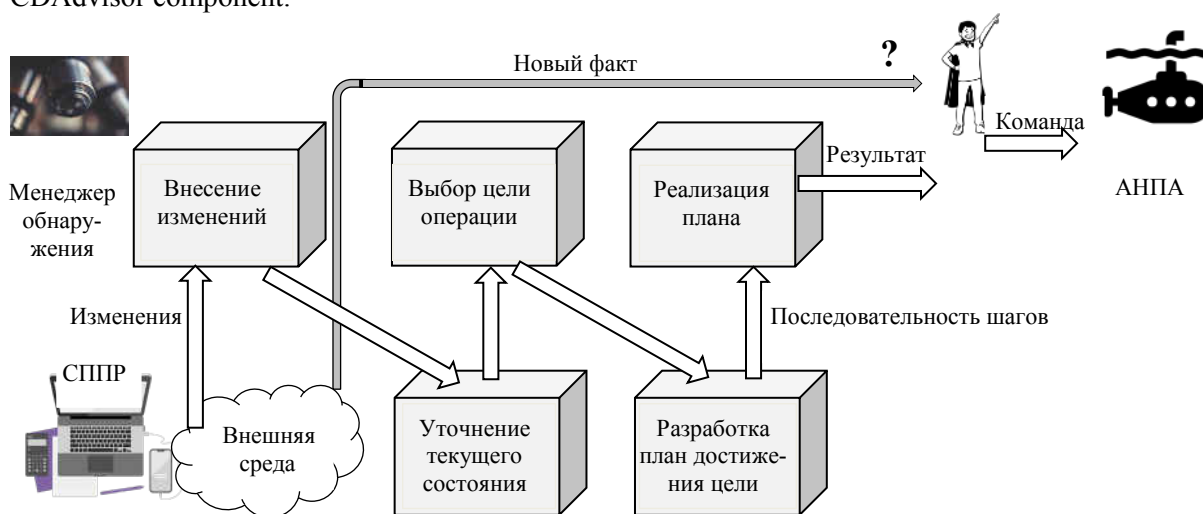 CDAdvisor component.
Новый факт
?
Команда
АНПА
Менеджер
обнару-
жения
Внесение
изменений
Выбор цели
операции
Реализация
плана
Результат
Изменения
Последовательность шагов
СППР
Внешняя
среда
Уточнение
текущего
состояния
Разработка
план достиже-
ния цели